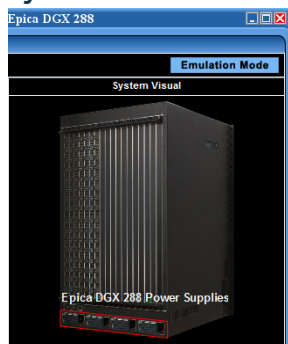 Epica DGX 288
Emulation Mode
System Visual
Epica DGX 288 Power Supplies